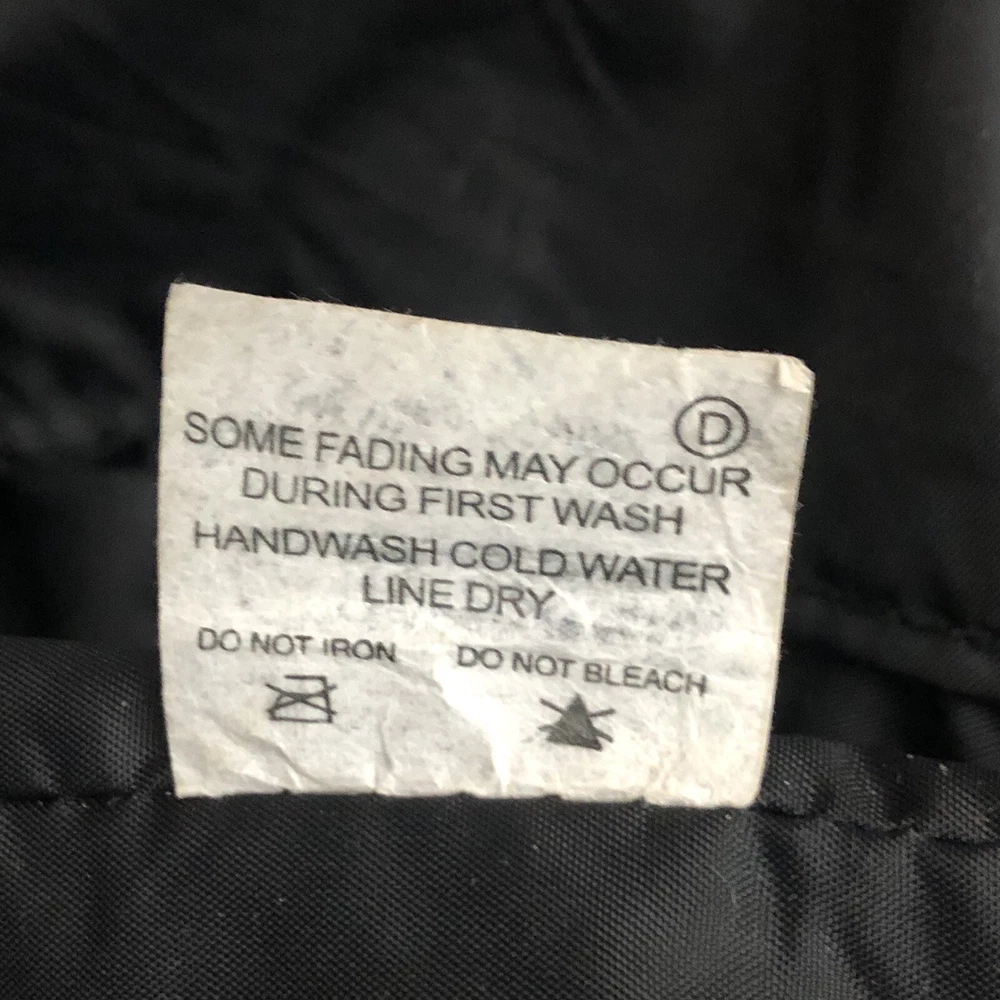 D
SOME FADING MAY OCCUR
DURING FIRST WASH
HANDWASH COLD WATER
LINE DRY
DO NOT IRON DO NOT BLEACH